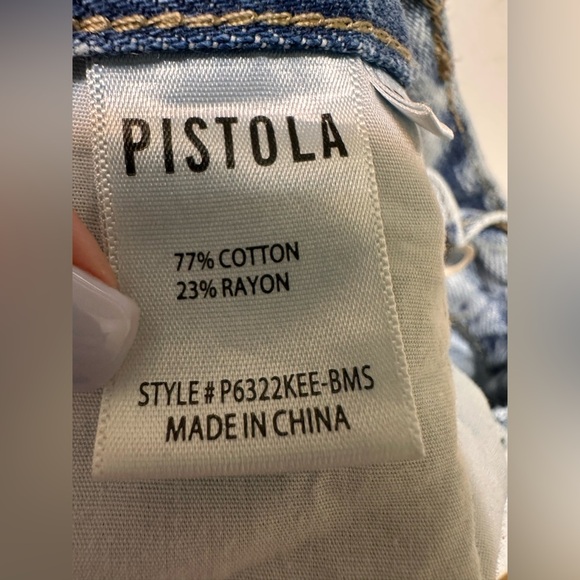 PISTOLA
77% COTTON
23% RAYON
STYLE # P6322KEE-BMS
MADE IN CHINA